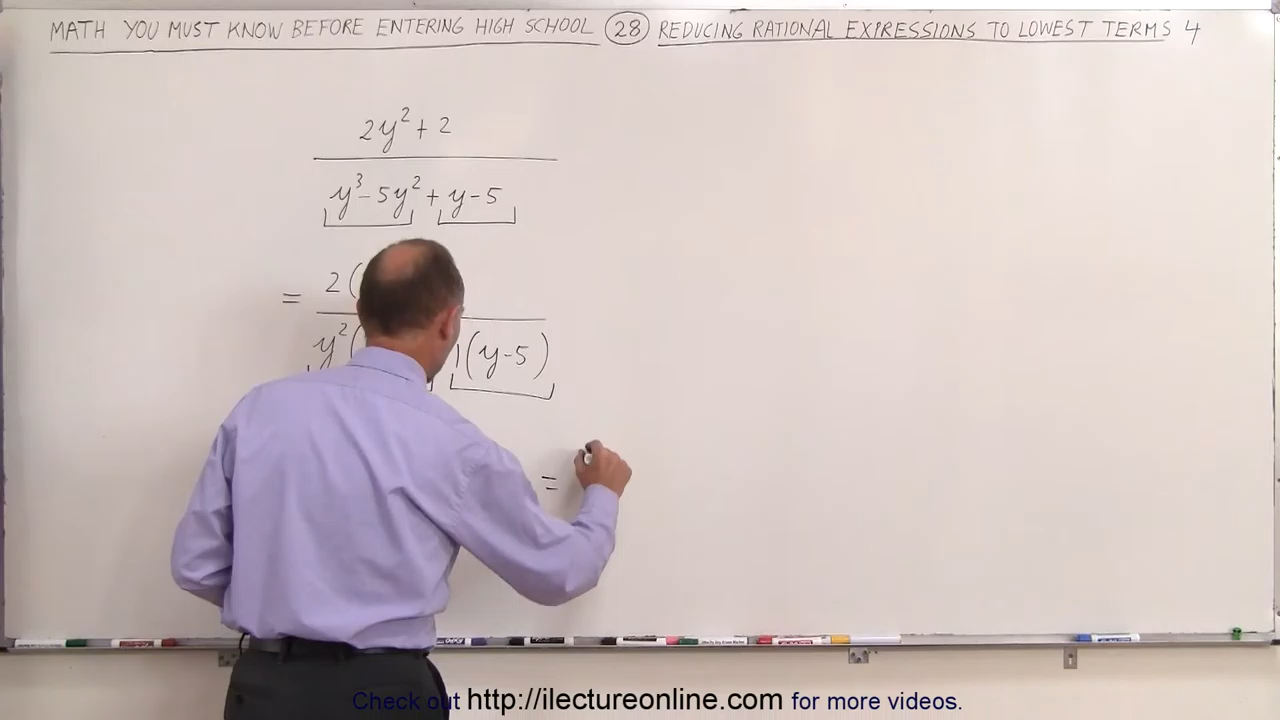 MATH YOU MUST KNOW BEFORE ENTERING HIGH SCHOOL 28 REDUCING RATIONAL EXPRESSIONS TO LOWEST TERMS 4
2y² + 2
y³ - 5y² + y - 5
= 2 (
y² ( 1 (y - 5)
=
Check out http://ilectureonline.com for more videos.